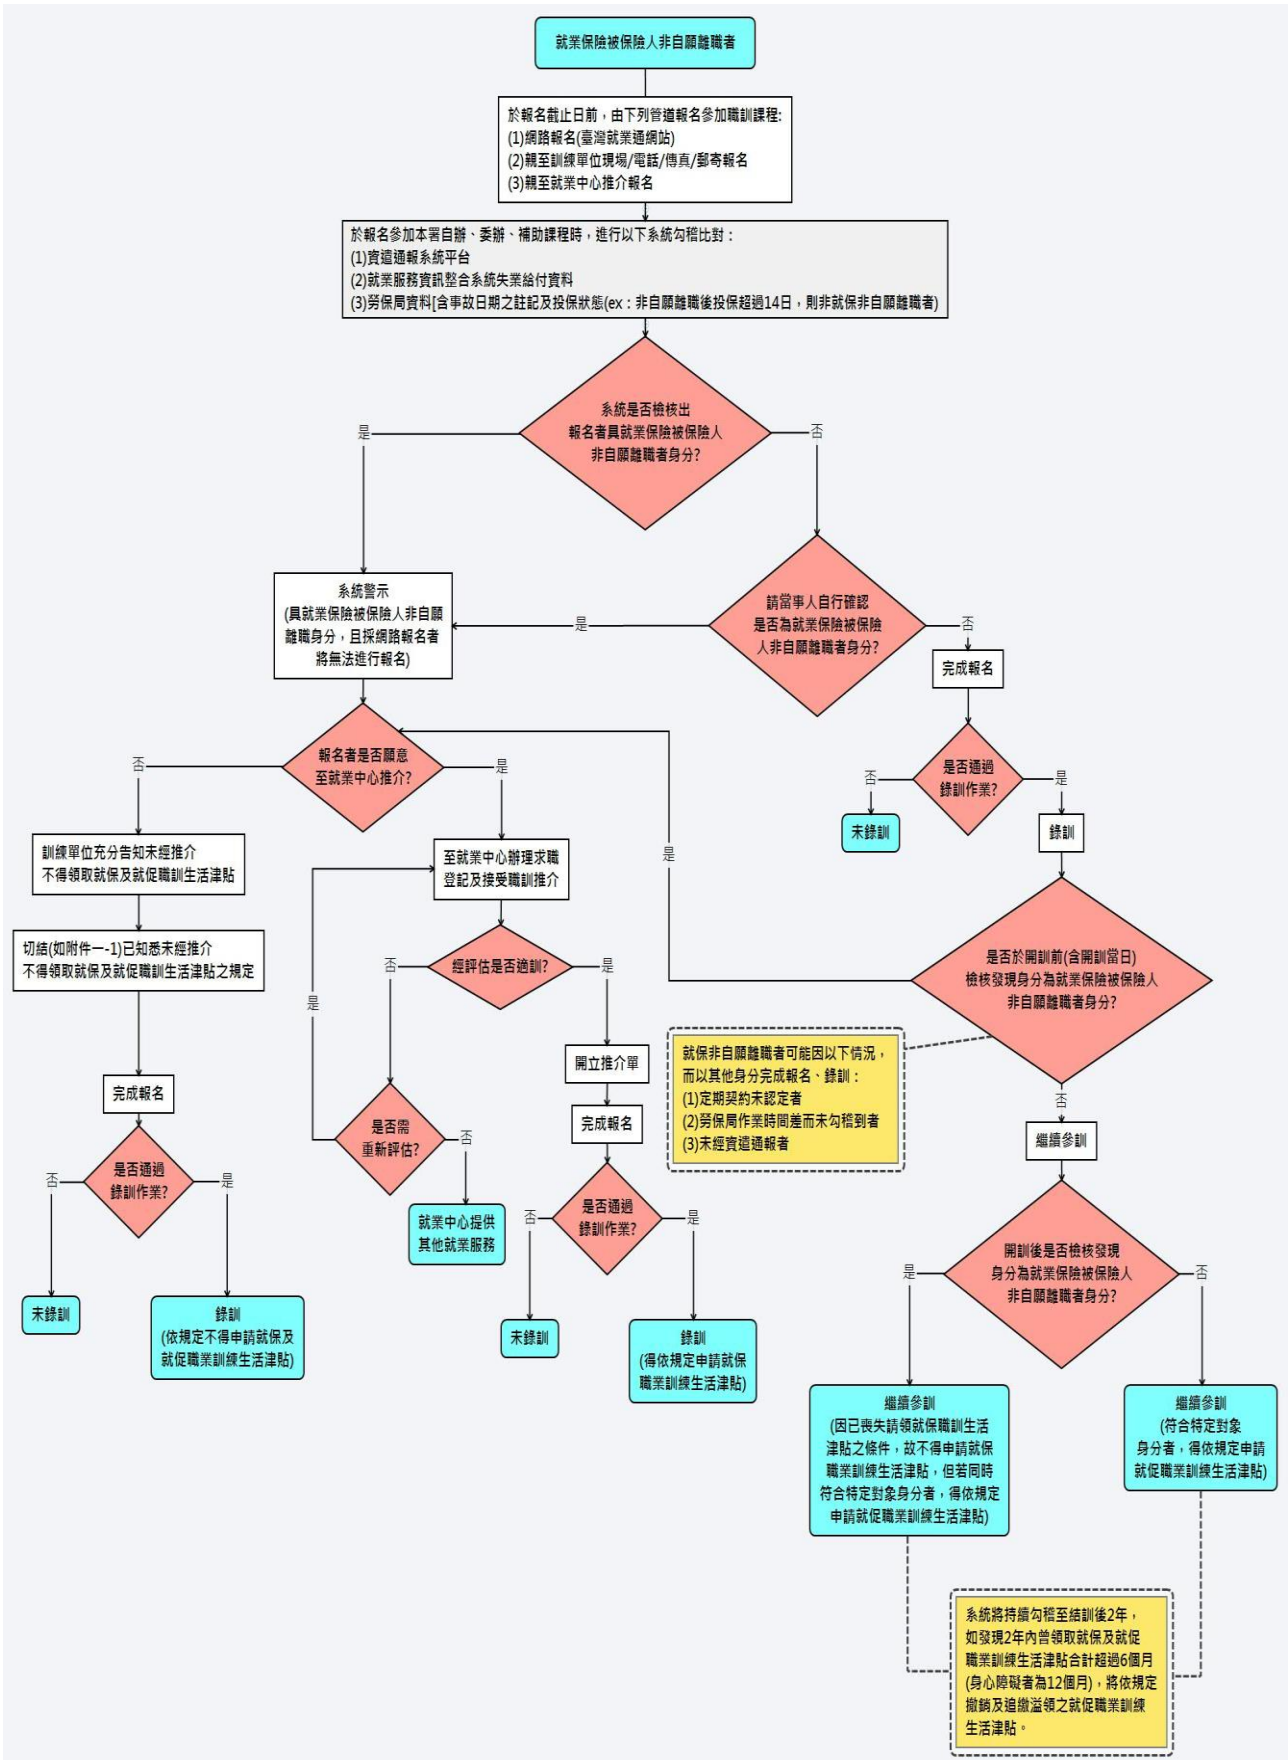 就業保險被保險人非自願離職者
於報名截止日前，由下列管道報名參加職訓課程:
(1)網路報名(臺灣就業通網站)
(2)親至訓練單位現場/電話/傳真/郵寄報名
(3)親至就業中心推介報名
於報名參加本署自辦、委辦、補助課程時，進行以下系統勾稽比對：
(1)資遣通報系統平台
(2)就業服務資訊整合系統失業給付資料
(3)勞保局資料[含事故日期之註記及投保狀態(ex：非自願離職後投保超過14日，則非就保非自願離職者)
系統是否檢核出
報名者具就業保險被保險人
非自願離職者身分?
是
否
系統警示
(具就業保險被保險人非自願
離職身分，且採網路報名者
將無法進行報名)
請當事人自行確認
是否為就業保險被保險
人非自願離職者身分?
是
否
完成報名
報名者是否願意
至就業中心推介?
否
是
是否通過
錄訓作業?
否
是
未錄訓
錄訓
訓練單位充分告知未經推介
不得領取就保及就促職訓生活津貼
至就業中心辦理求職
登記及接受職訓推介
是
切結(如附件一-1)已知悉未經推介
不得領取就保及就促職訓生活津貼之規定
經評估是否適訓?
否
是
是
是否於開訓前(含開訓當日)
檢核發現身分為就業保險被保險人
非自願離職者身分?
開立推介單
就保非自願離職者可能因以下情況，
而以其他身分完成報名、錄訓：
(1)定期契約未認定者
(2)勞保局作業時間差而未勾稽到者
(3)未經資遣通報者
否
完成報名
完成報名
是否需
重新評估?
否
繼續參訓
是否通過
錄訓作業?
否
是
就業中心提供
其他就業服務
是否通過
錄訓作業?
否
是
開訓後是否檢核發現
身分為就業保險被保險人
非自願離職者身分?
是
否
未錄訓
錄訓
(依規定不得申請就保及
就促職業訓練生活津貼)
未錄訓
錄訓
(得依規定申請就保
職業訓練生活津貼)
繼續參訓
(因已喪失請領就保職訓生活
津貼之條件，故不得申請就保
職業訓練生活津貼，但若同時
符合特定對象身分者，得依規定
申請就促職業訓練生活津貼)
繼續參訓
(符合特定對象
身分者，得依規定申請
就促職業訓練生活津貼)
系統將持續勾稽至結訓後2年，
如發現2年內曾領取就保及就促
職業訓練生活津貼合計超過6個月
(身心障礙者為12個月)，將依規定
撤銷及追繳溢領之就促職業訓練
生活津貼。